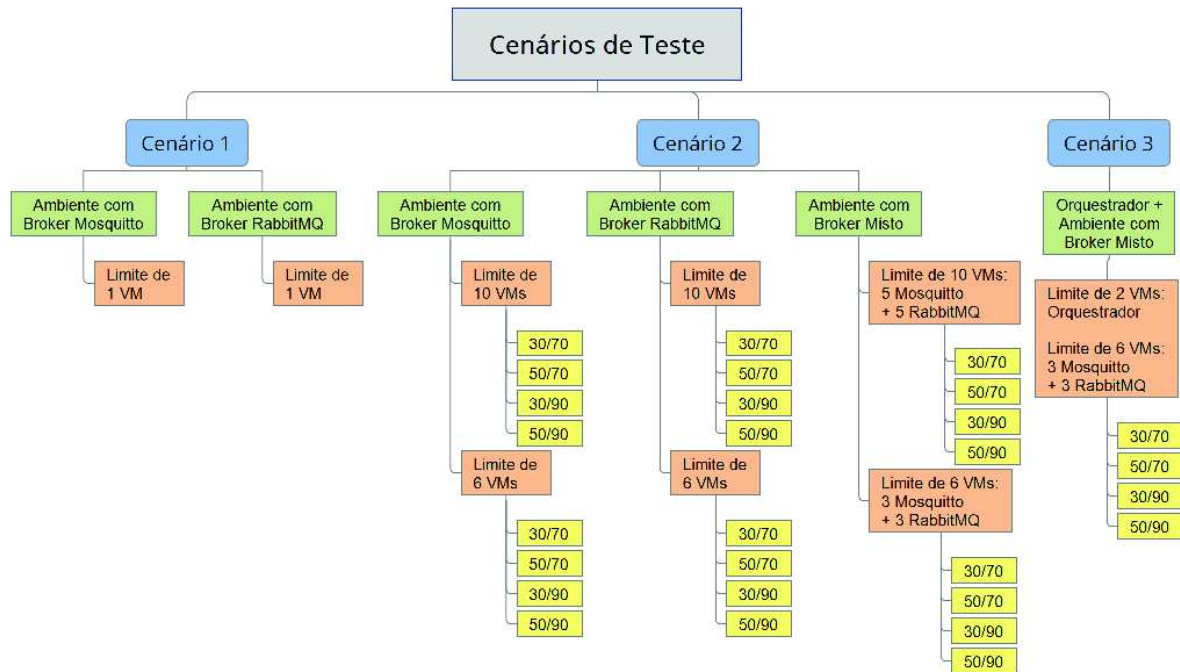 Cenários de Teste
Cenário 1
Cenário 2
Cenário 3
Ambiente com
Broker Mosquitto
Ambiente com
Broker RabbitMQ
Ambiente com
Broker Mosquitto
Ambiente com
Broker RabbitMQ
Ambiente com
Broker Misto
Orquestrador +
Ambiente com
Broker Misto
Limite de
1 VM
Limite de
1 VM
Limite de
10 VMs
30/70
50/70
30/90
50/90
Limite de
6 VMs
30/70
50/70
30/90
50/90
Limite de
10 VMs
30/70
50/70
30/90
50/90
Limite de
6 VMs
30/70
50/70
30/90
50/90
Limite de 10 VMs:
5 Mosquitto
+ 5 RabbitMQ
30/70
50/70
30/90
50/90
Limite de 6 VMs:
3 Mosquitto
+ 3 RabbitMQ
30/70
50/70
30/90
50/90
Limite de 2 VMs:
Orquestrador
Limite de 6 VMs:
3 Mosquitto
+ 3 RabbitMQ
30/70
50/70
30/90
50/90